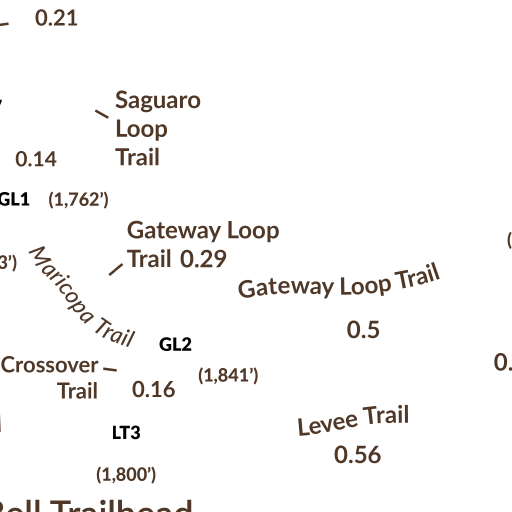 0.21
Saguaro
Loop
Trail
0.14
GL1 (1,762’)
Gateway Loop
Trail 0.29
3’)
Maricopa Trail
Gateway Loop Trail
0.5
GL2
0.
Crossover
Trail
(1,841’)
0.16
Levee Trail
LT3
0.56
(1,800’)
Bell Trailhead